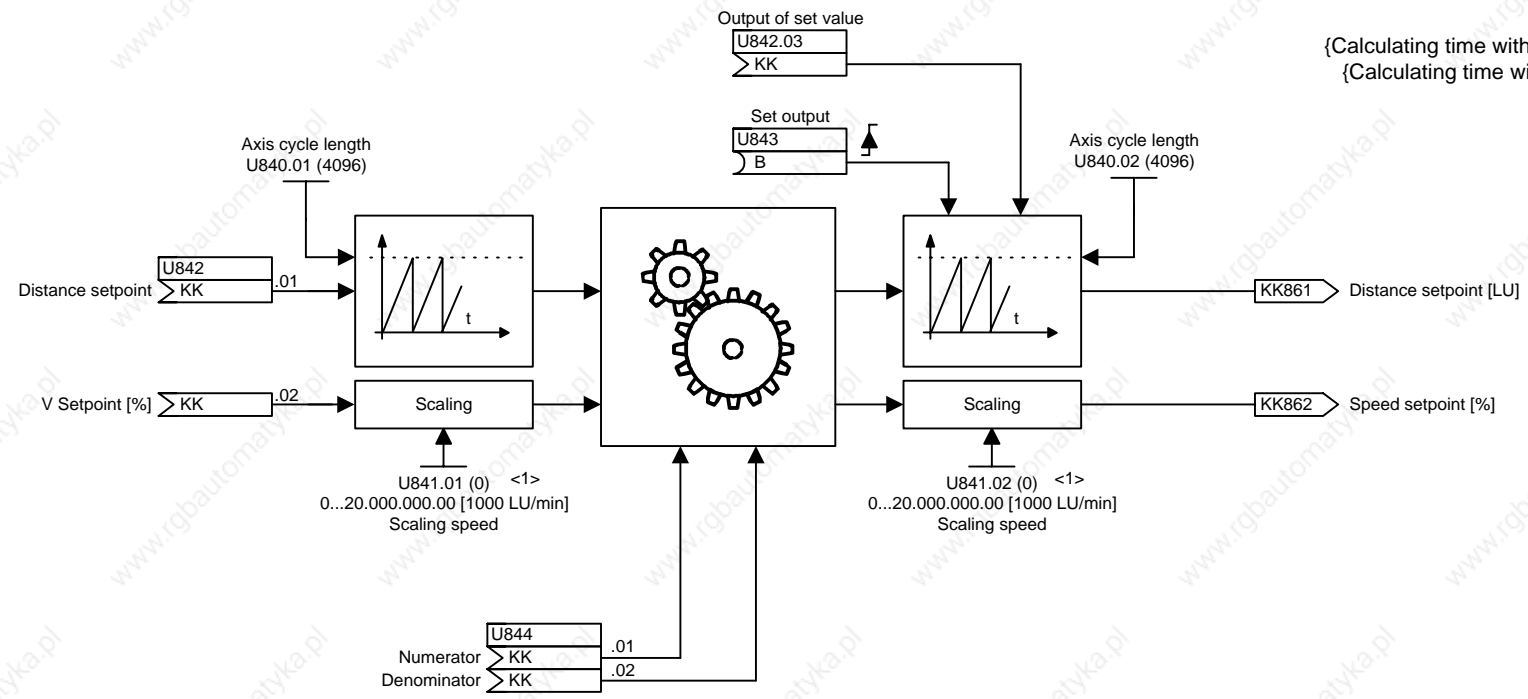 Output of set value
U842.03
KK
{Calculating time with
{Calculating time wi
Set output
U843
B
Axis cycle length
U840.01 (4096)
Axis cycle length
U840.02 (4096)
U842
Distance setpoint KK .01
t
t
KK861 Distance setpoint [LU]
V Setpoint [%] KK .02
Scaling
Scaling
KK862 Speed setpoint [%]
U841.01 (0) <1>
0...20.000.000.00 [1000 LU/min]
Scaling speed
U841.02 (0) <1>
0...20.000.000.00 [1000 LU/min]
Scaling speed
U844
Numerator KK .01
Denominator KK .02
www.rgbautomatyka.pl